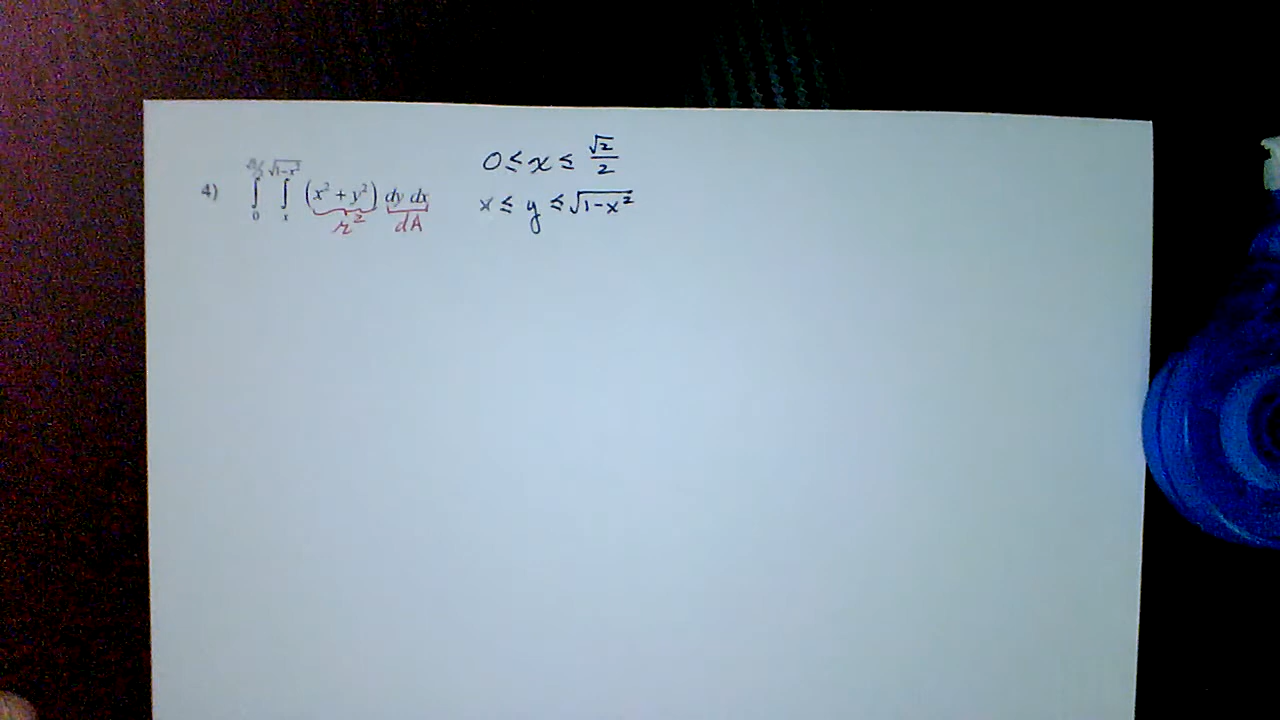 4) ∫₀^{√2/2} ∫ₓ^{√1-x²} (x² + y²) dy dx
r² dA
0 ≤ x ≤ √2/2
x ≤ y ≤ √1-x²